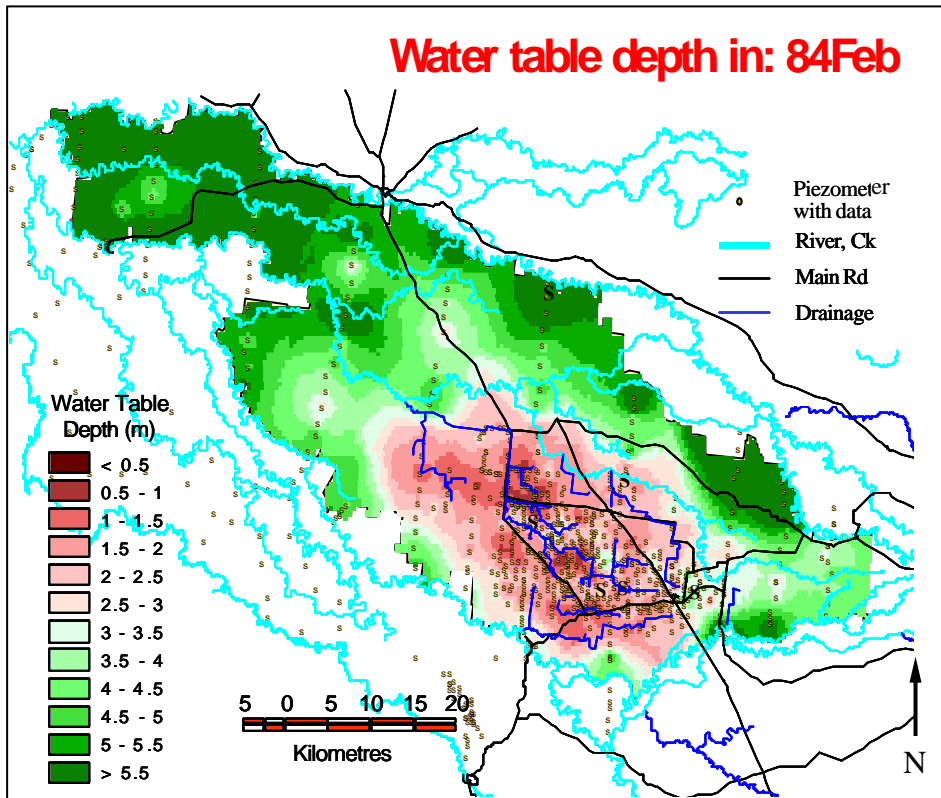 Water table depth in: 84Feb
Piezometer
with data
River, Ck
Main Rd
Drainage
Water Table
Depth (m)
< 0.5
0.5 - 1
1 - 1.5
1.5 - 2
2 - 2.5
2.5 - 3
3 - 3.5
3.5 - 4
4 - 4.5
4.5 - 5
5 - 5.5
> 5.5
5 0 5 10 15 20
Kilometres
N